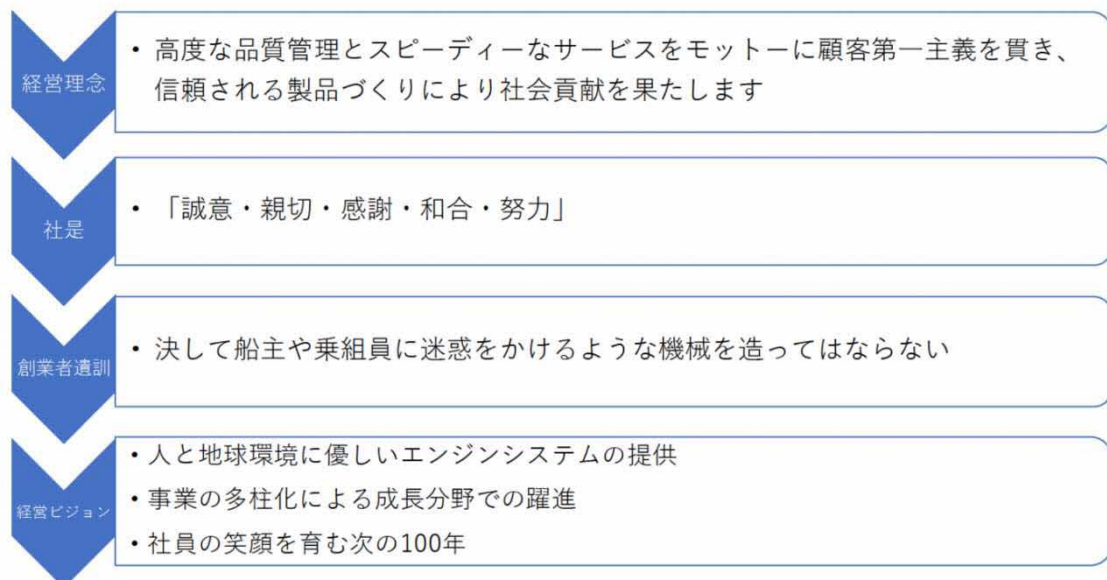 経営理念
• 高度な品質管理とスピーディーなサービスをモットーに顧客第一主義を貫き、
信頼される製品づくりにより社会貢献を果たします
社是
• 「誠意・親切・感謝・和合・努力」
創業者遺訓
• 決して船主や乗組員に迷惑をかけるような機械を造ってはならない
経営ビジョン
• 人と地球環境に優しいエンジンシステムの提供
• 事業の多柱化による成長分野での躍進
• 社員の笑顔を育む次の100年